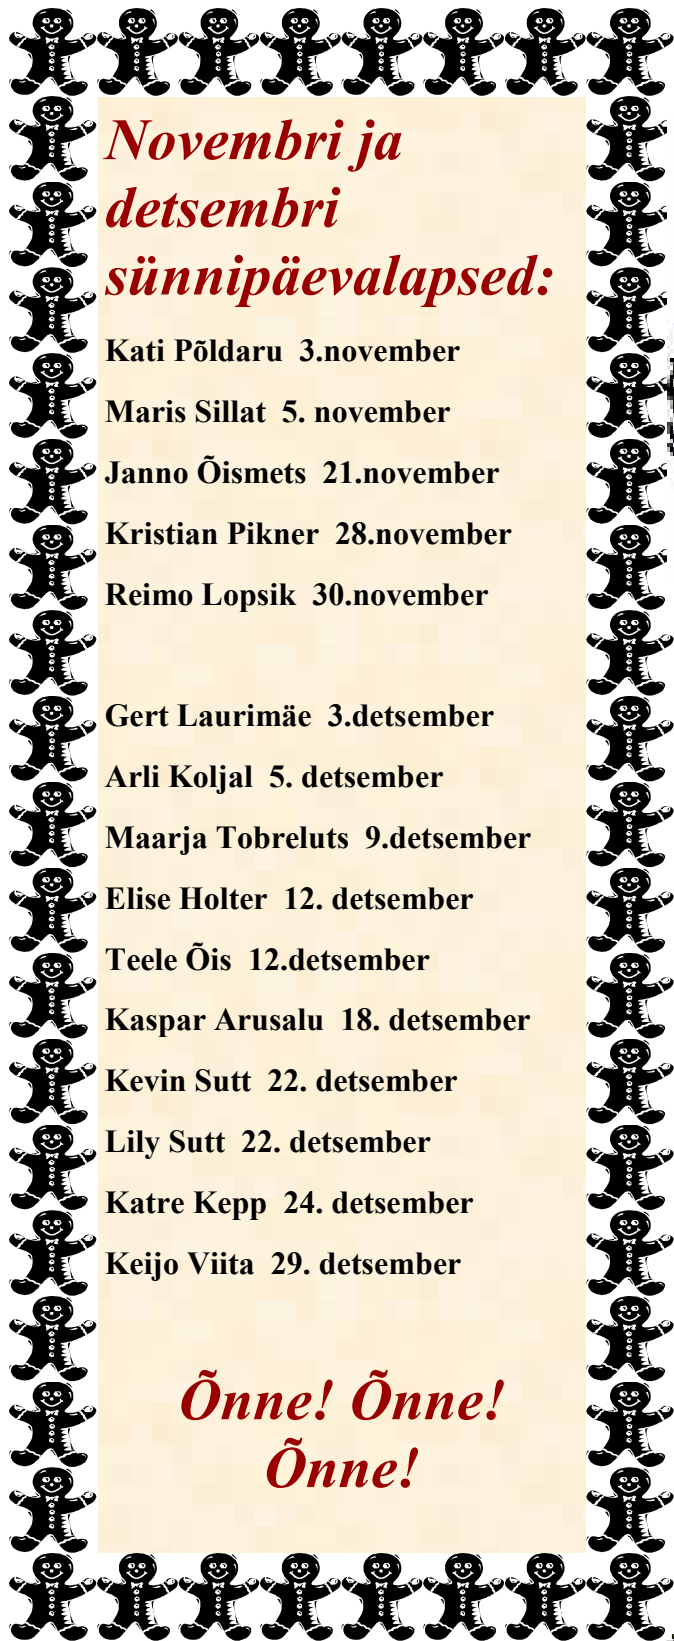 Novembri ja
detsembri
sünnipäevalapsed:
Kati Põldaru 3.november
Maris Sillat 5. november
Janno Õismets 21.november
Kristian Pikner 28.november
Reimo Lopsik 30.november
Gert Laurimäe 3.detsember
Arli Koljal 5. detsember
Maarja Tobreluts 9.detsember
Elise Holter 12. detsember
Teele Õis 12.detsember
Kaspar Arusalu 18. detsember
Kevin Sutt 22. detsember
Lily Sutt 22. detsember
Katre Kepp 24. detsember
Keijo Viita 29. detsember
Õnne! Õnne!
Õnne!